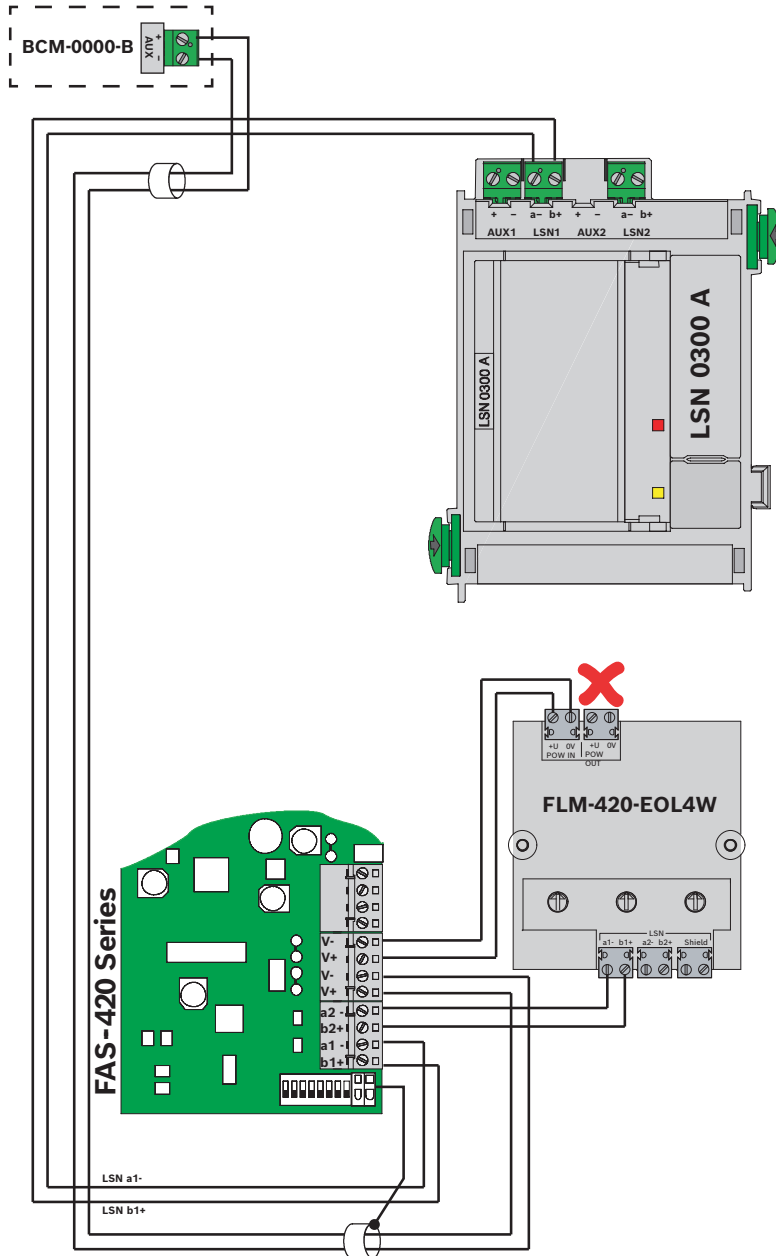 BCM-0000-B
AUX
+ -
+ - a- b+ + - a- b+
AUX1 LSN1 AUX2 LSN2
LSN 0300 A
LSN 0300 A
+U 0V +U 0V
POW IN POW
OUT
FLM-420-EOL4W
LSN
a1- b1+ a2- b2+ Shield
FAS-420 Series
V-
V+
V-
V+
a2 -
b2+
a1 -
b1+
LSN a1-
LSN b1+